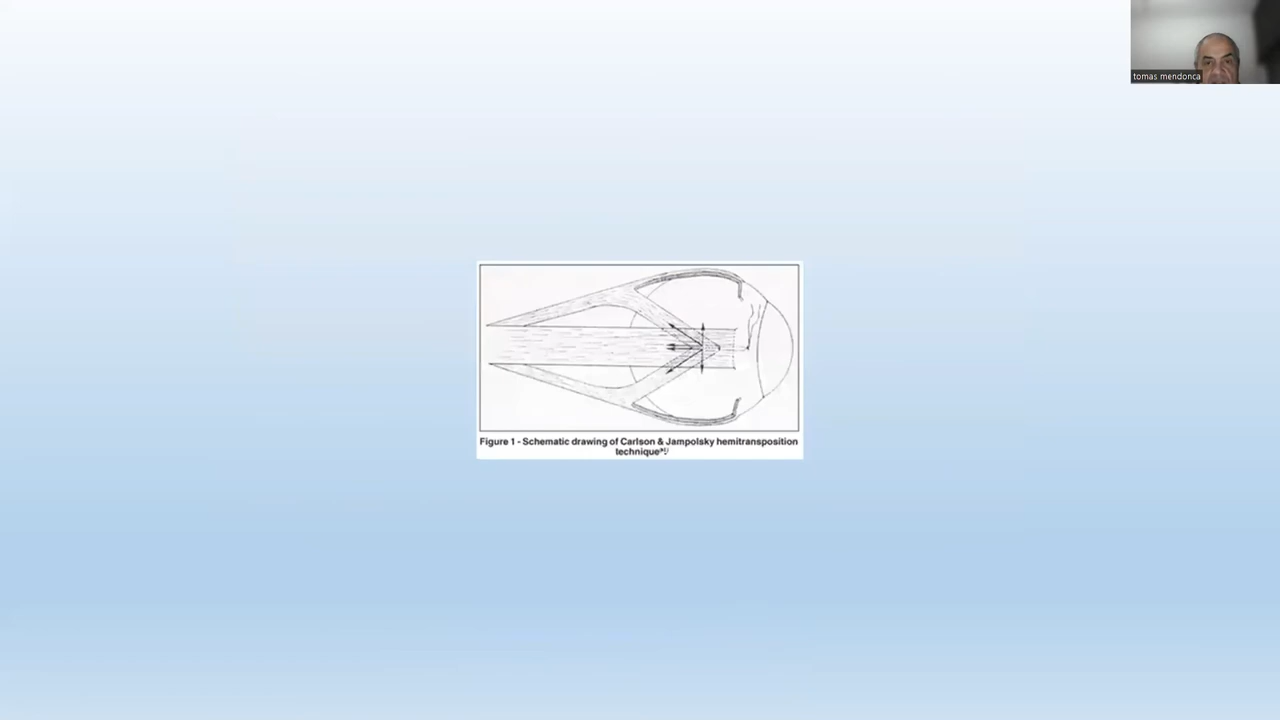 tomas mendonca
Figure 1 - Schematic drawing of Carlson & Jampolsky hemitransposition
technique